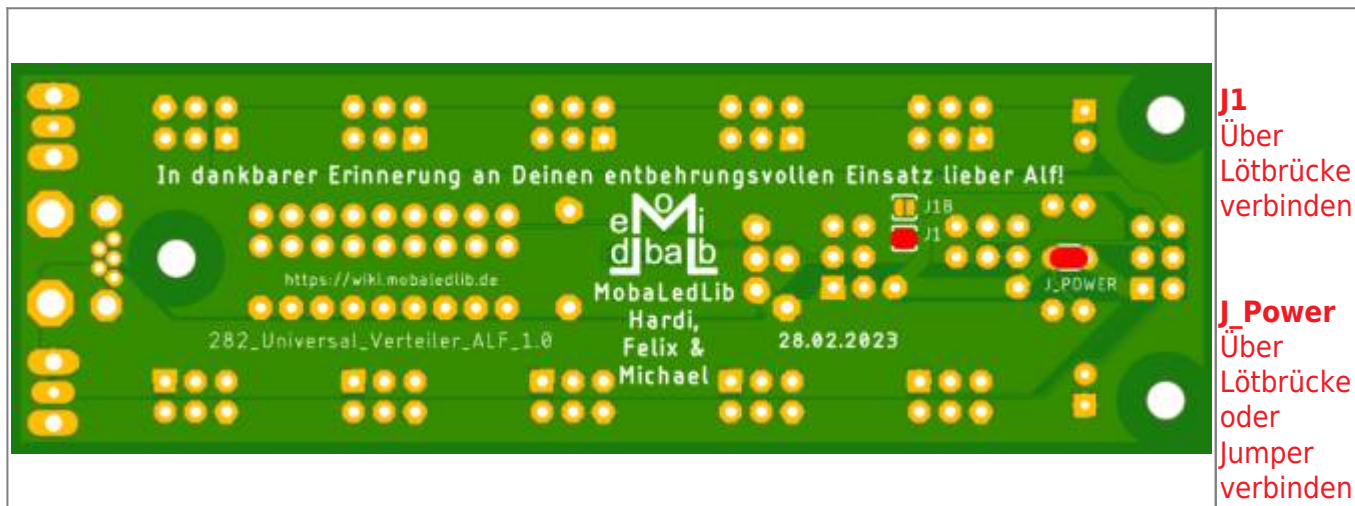 In dankbarer Erinnerung an Deinen entbehrungsvollen Einsatz lieber Alf!
J1B
J1
e o i
d ba b
https://wiki.mobaledlib.de
J_POWER
MobaLedLib
Hardi,
Felix &
Michael
282_Universal_Verteiler_ALF_1.0
28.02.2023
J1
Über
Lötbrücke
verbinden
J_Power
Über
Lötbrücke
oder
Jumper
verbinden